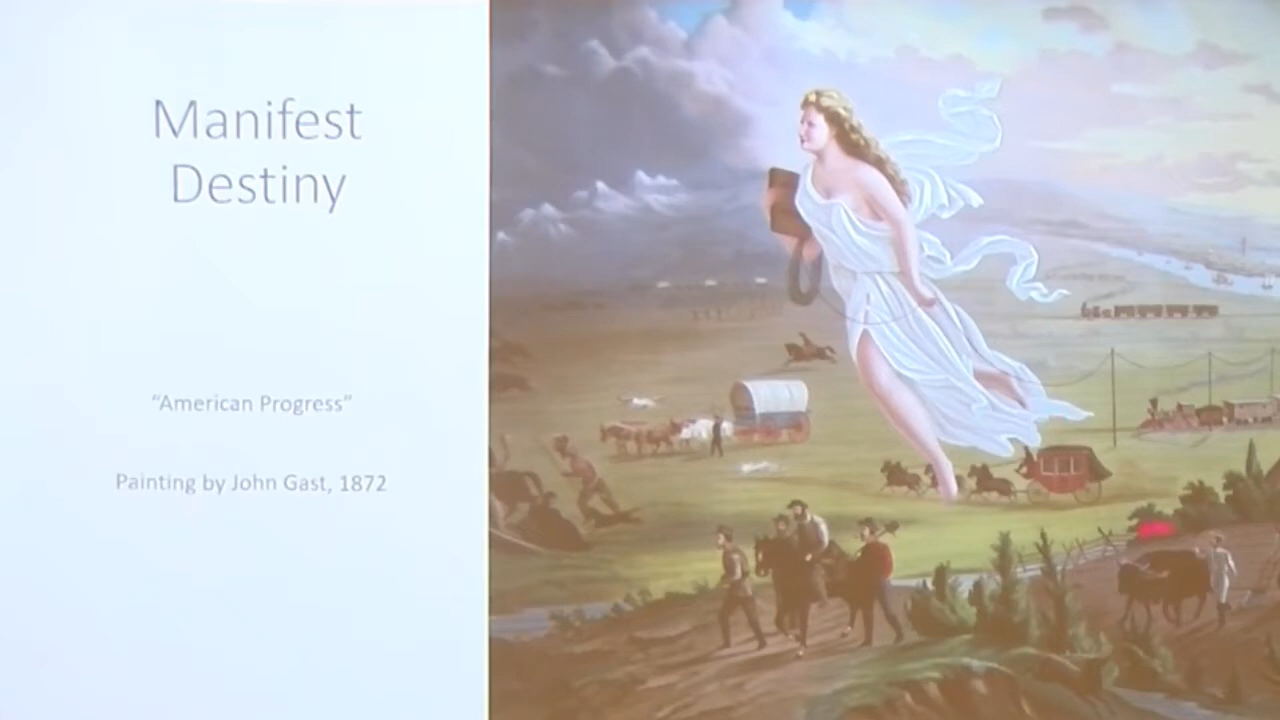 Manifest
Destiny
“American Progress”
Painting by John Gast, 1872